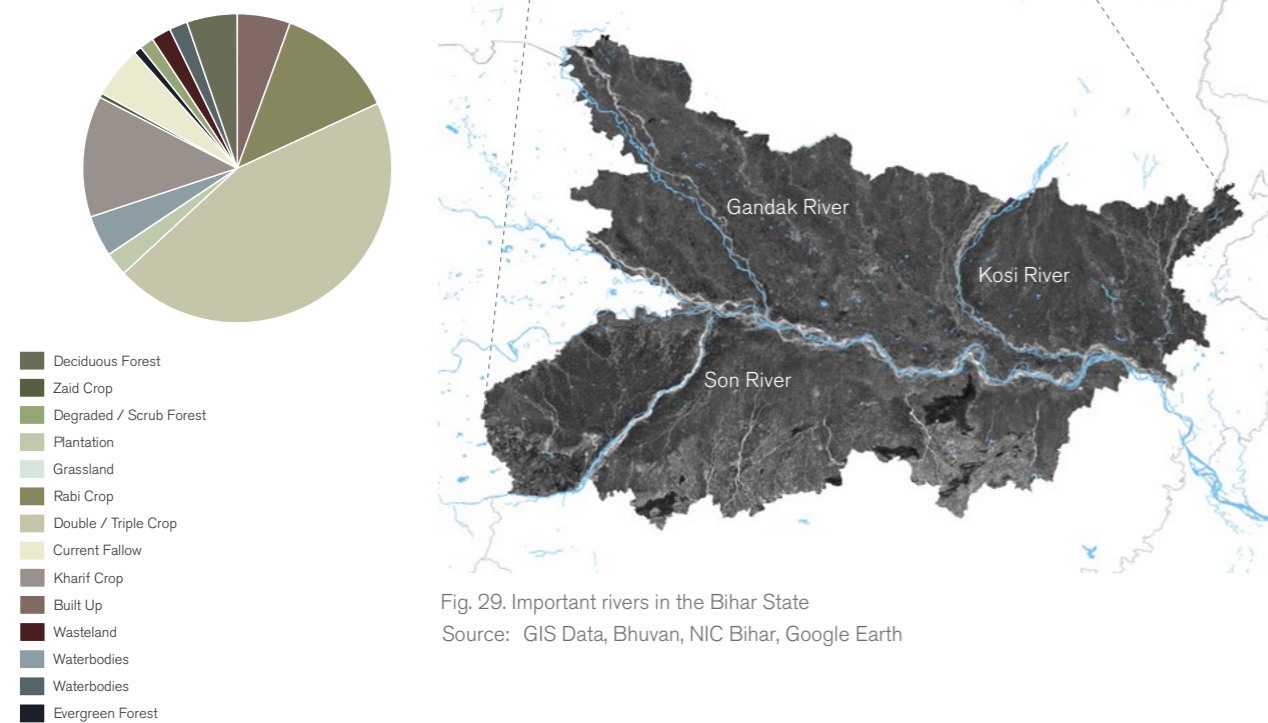 Deciduous Forest
Zaid Crop
Degraded / Scrub Forest
Plantation
Grassland
Rabi Crop
Double / Triple Crop
Current Fallow
Kharif Crop
Built Up
Wasteland
Waterbodies
Waterbodies
Evergreen Forest
Gandak River
Kosi River
Son River
Fig. 29. Important rivers in the Bihar State
Source: GIS Data, Bhuvan, NIC Bihar, Google Earth